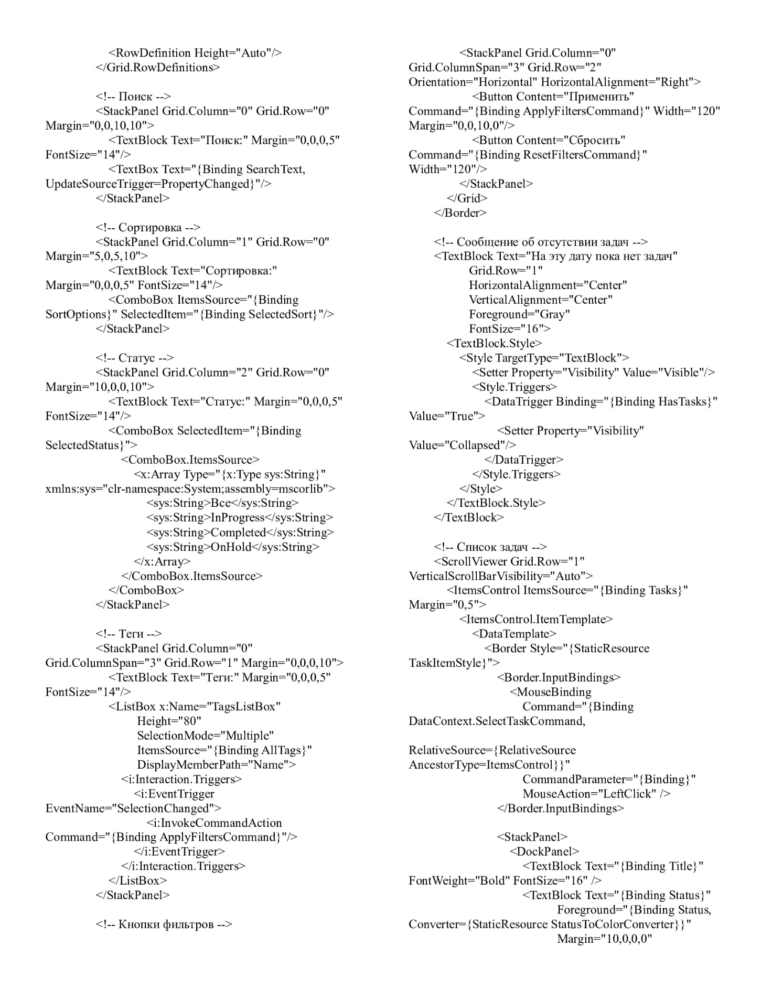 <RowDefinition Height="Auto"/>
</Grid.RowDefinitions>
<!-- Поиск -->
<StackPanel Grid.Column="0" Grid.Row="0"
Margin="0,0,10,10">
<TextBlock Text="Поиск:" Margin="0,0,0,5"
FontSize="14"/>
<TextBox Text="{Binding SearchText,
UpdateSourceTrigger=PropertyChanged}"/>
</StackPanel>
<!-- Сортировка -->
<StackPanel Grid.Column="1" Grid.Row="0"
Margin="5,0,5,10">
<TextBlock Text="Сортировка:"
Margin="0,0,0,5" FontSize="14"/>
<ComboBox ItemsSource="{Binding
SortOptions}" SelectedItem="{Binding SelectedSort}"/>
</StackPanel>
<!-- Статус -->
<StackPanel Grid.Column="2" Grid.Row="0"
Margin="10,0,0,10">
<TextBlock Text="Статус:" Margin="0,0,0,5"
FontSize="14"/>
<ComboBox SelectedItem="{Binding
SelectedStatus}">
<ComboBox.ItemsSource>
<x:Array Type="{x:Type sys:String}"
xmlns:sys="clr-namespace:System;assembly=mscorlib">
<sys:String>Все</sys:String>
<sys:String>InProgress</sys:String>
<sys:String>Completed</sys:String>
<sys:String>OnHold</sys:String>
</x:Array>
</ComboBox.ItemsSource>
</ComboBox>
</StackPanel>
<!-- Теги -->
<StackPanel Grid.Column="0"
Grid.ColumnSpan="3" Grid.Row="1" Margin="0,0,0,10">
<TextBlock Text="Теги:" Margin="0,0,0,5"
FontSize="14"/>
<ListBox x:Name="TagsListBox"
Height="80"
SelectionMode="Multiple"
ItemsSource="{Binding AllTags}"
DisplayMemberPath="Name">
<i:Interaction.Triggers>
<i:EventTrigger
EventName="SelectionChanged">
<i:InvokeCommandAction
Command="{Binding ApplyFiltersCommand}"/>
</i:EventTrigger>
</i:Interaction.Triggers>
</ListBox>
</StackPanel>
<!-- Кнопки фильтров -->
<StackPanel Grid.Column="0"
Grid.ColumnSpan="3" Grid.Row="2"
Orientation="Horizontal" HorizontalAlignment="Right">
<Button Content="Применить"
Command="{Binding ApplyFiltersCommand}" Width="120"
Margin="0,0,10,0"/>
<Button Content="Сбросить"
Command="{Binding ResetFiltersCommand}"
Width="120"/>
</StackPanel>
</Grid>
</Border>
<!-- Сообщение об отсутствии задач -->
<TextBlock Text="На эту дату пока нет задач"
Grid.Row="1"
HorizontalAlignment="Center"
VerticalAlignment="Center"
Foreground="Gray"
FontSize="16">
<TextBlock.Style>
<Style TargetType="TextBlock">
<Setter Property="Visibility" Value="Visible"/>
<Style.Triggers>
<DataTrigger Binding="{Binding HasTasks}"
Value="True">
<Setter Property="Visibility"
Value="Collapsed"/>
</DataTrigger>
</Style.Triggers>
</Style>
</TextBlock.Style>
</TextBlock>
<!-- Список задач -->
<ScrollViewer Grid.Row="1"
VerticalScrollBarVisibility="Auto">
<ItemsControl ItemsSource="{Binding Tasks}"
Margin="0,5">
<ItemsControl.ItemTemplate>
<DataTemplate>
<Border Style="{StaticResource
TaskItemStyle}">
<Border.InputBindings>
<MouseBinding
Command="{Binding
DataContext.SelectTaskCommand,
RelativeSource={RelativeSource
AncestorType=ItemsControl}}"
CommandParameter="{Binding}"
MouseAction="LeftClick" />
</Border.InputBindings>
<StackPanel>
<DockPanel>
<TextBlock Text="{Binding Title}"
FontWeight="Bold" FontSize="16" />
<TextBlock Text="{Binding Status}"
Foreground="{Binding Status,
Converter={StaticResource StatusToColorConverter}}"
Margin="10,0,0,0"